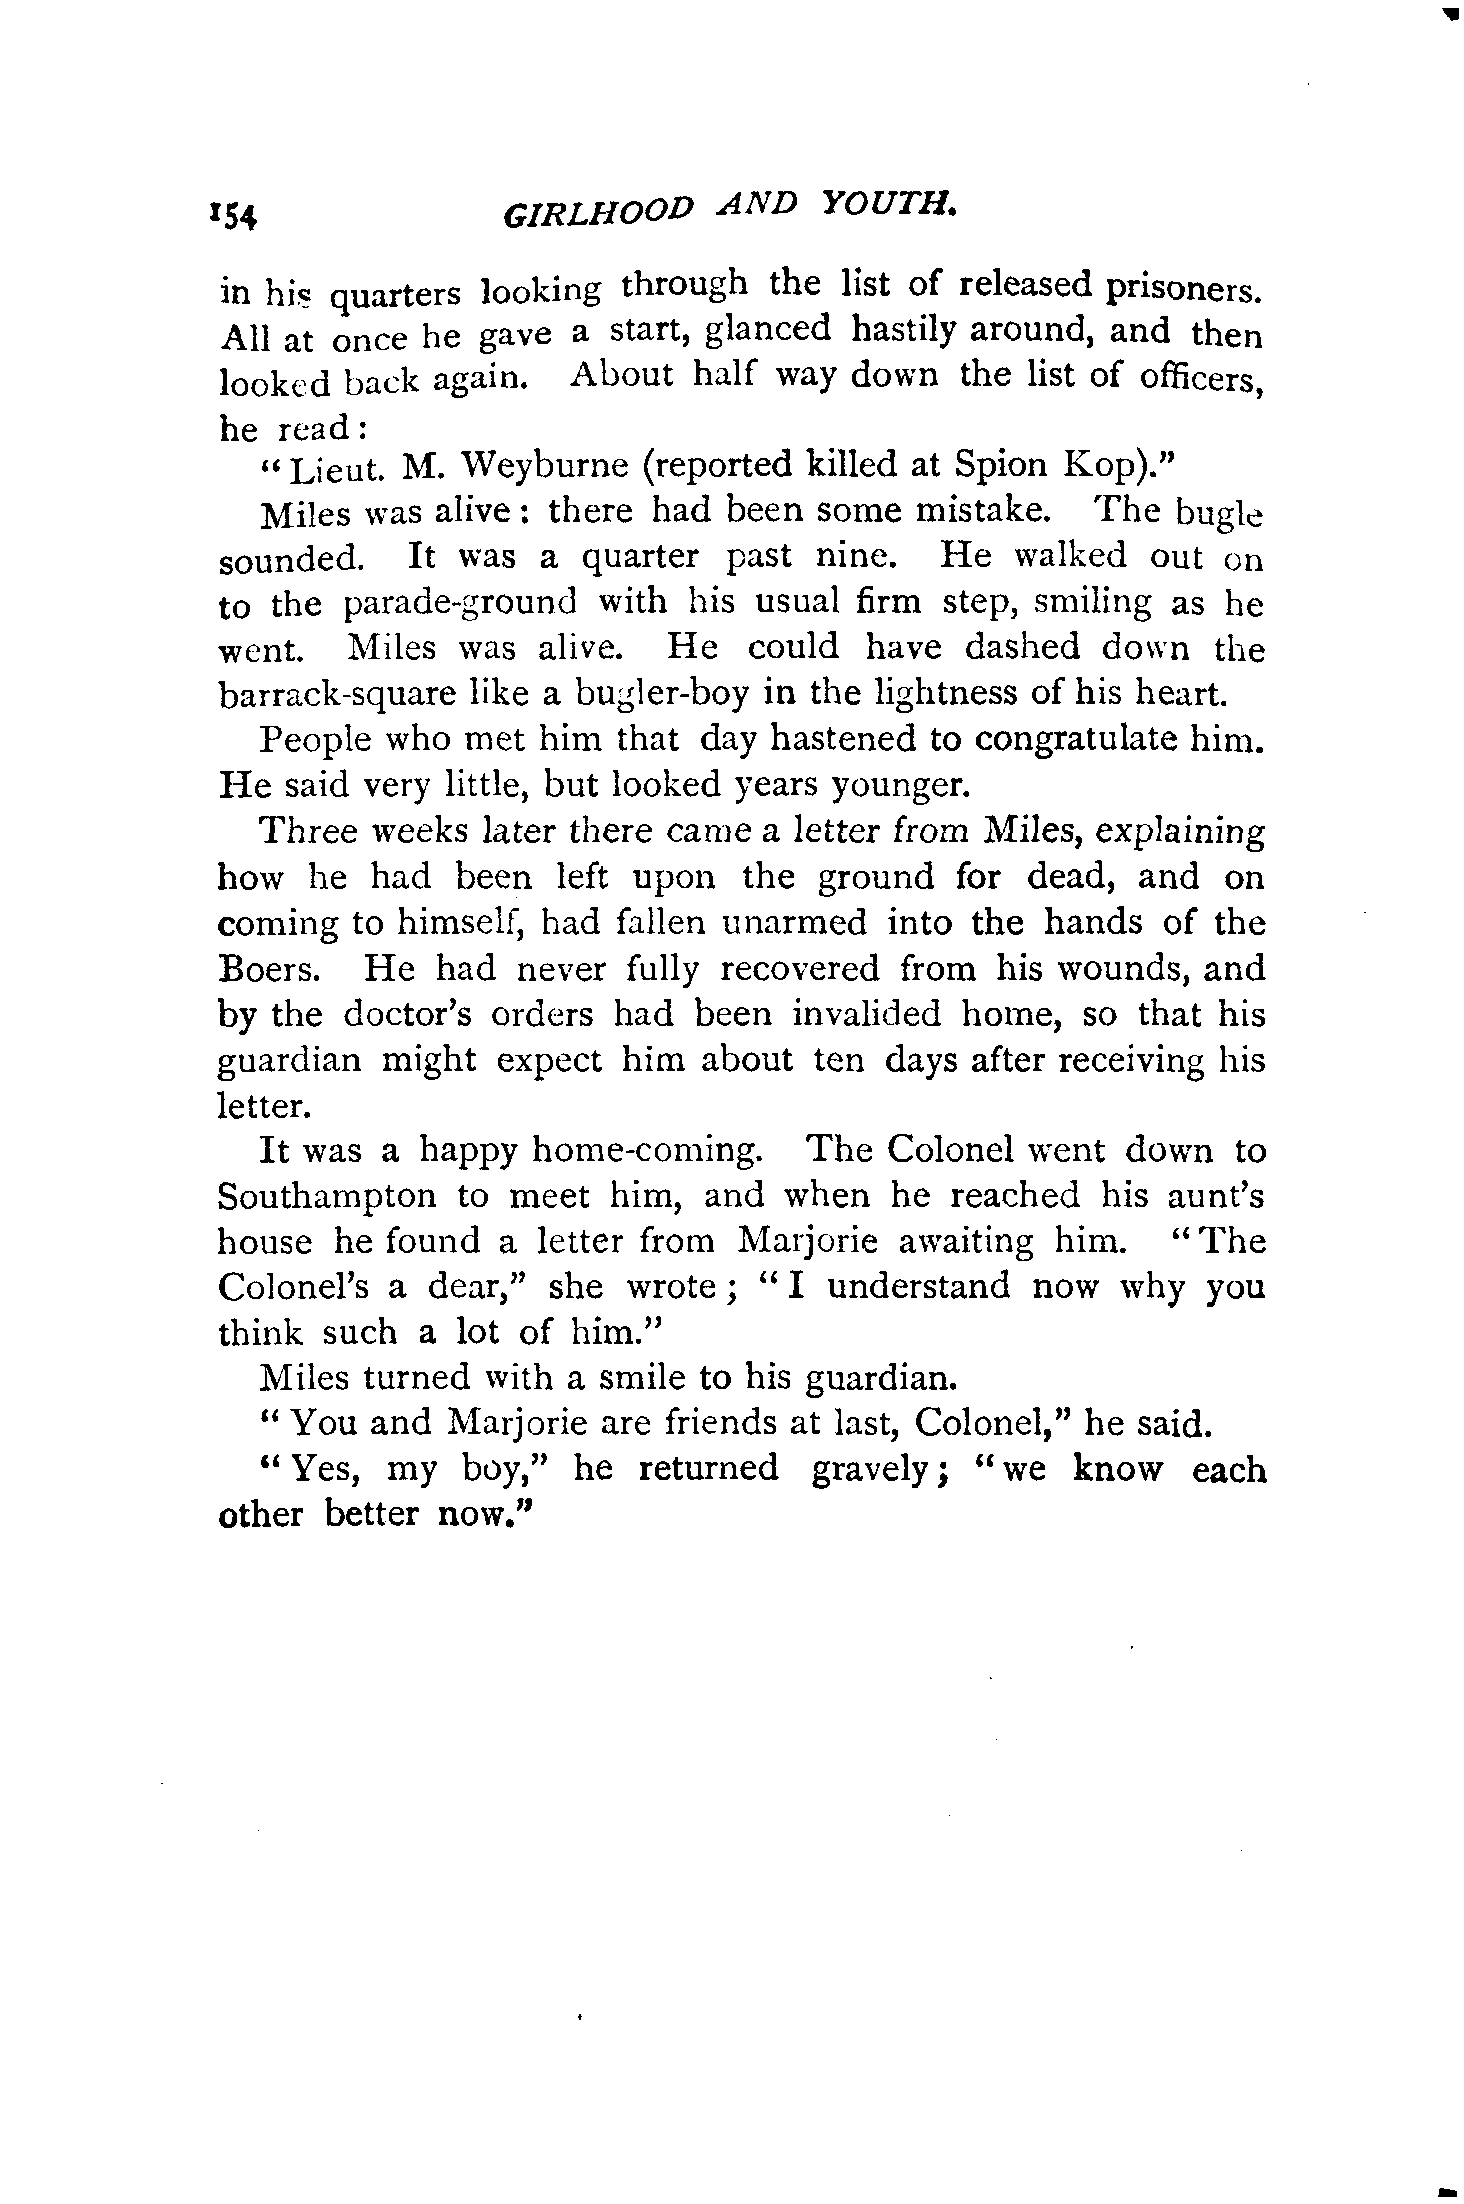 154 GIRLHOOD AND YOUTH.
in his quarters looking through the list of released prisoners.
All at once he gave a start, glanced hastily around, and then
looked back again. About half way down the list of officers,
he read:
“Lieut. M. Weyburne (reported killed at Spion Kop).”
Miles was alive: there had been some mistake. The bugle
sounded. It was a quarter past nine. He walked out on
to the parade-ground with his usual firm step, smiling as he
went. Miles was alive. He could have dashed down the
barrack-square like a bugler-boy in the lightness of his heart.
People who met him that day hastened to congratulate him.
He said very little, but looked years younger.
Three weeks later there came a letter from Miles, explaining
how he had been left upon the ground for dead, and on
coming to himself, had fallen unarmed into the hands of the
Boers. He had never fully recovered from his wounds, and
by the doctor's orders had been invalided home, so that his
guardian might expect him about ten days after receiving his
letter.
It was a happy home-coming. The Colonel went down to
Southampton to meet him, and when he reached his aunt's
house he found a letter from Marjorie awaiting him. “The
Colonel's a dear,” she wrote; “I understand now why you
think such a lot of him.”
Miles turned with a smile to his guardian.
“You and Marjorie are friends at last, Colonel,” he said.
“Yes, my boy,” he returned gravely; “we know each
other better now.”